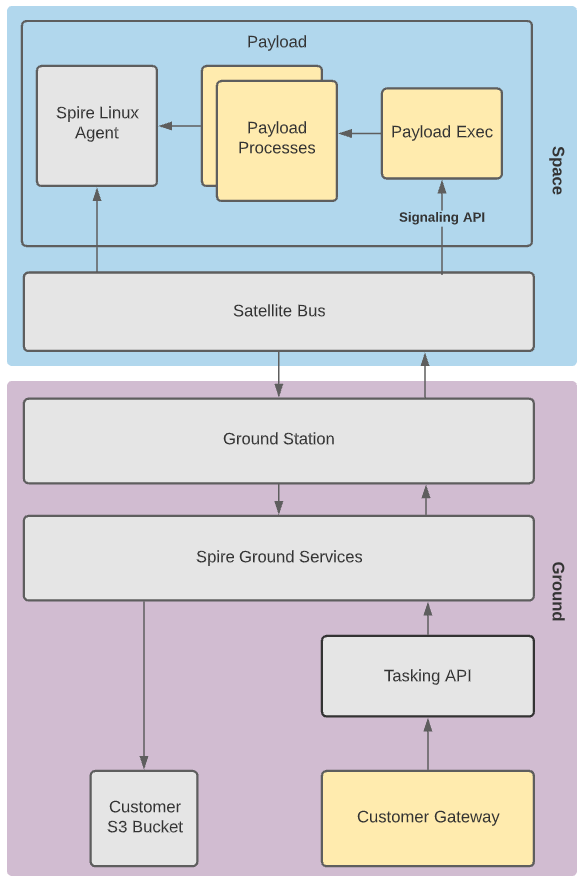 Payload
Spire Linux
Agent
Payload
Processes
Payload Exec
Signaling API
Space
Satellite Bus
Ground Station
Spire Ground Services
Ground
Tasking API
Customer
S3 Bucket
Customer Gateway